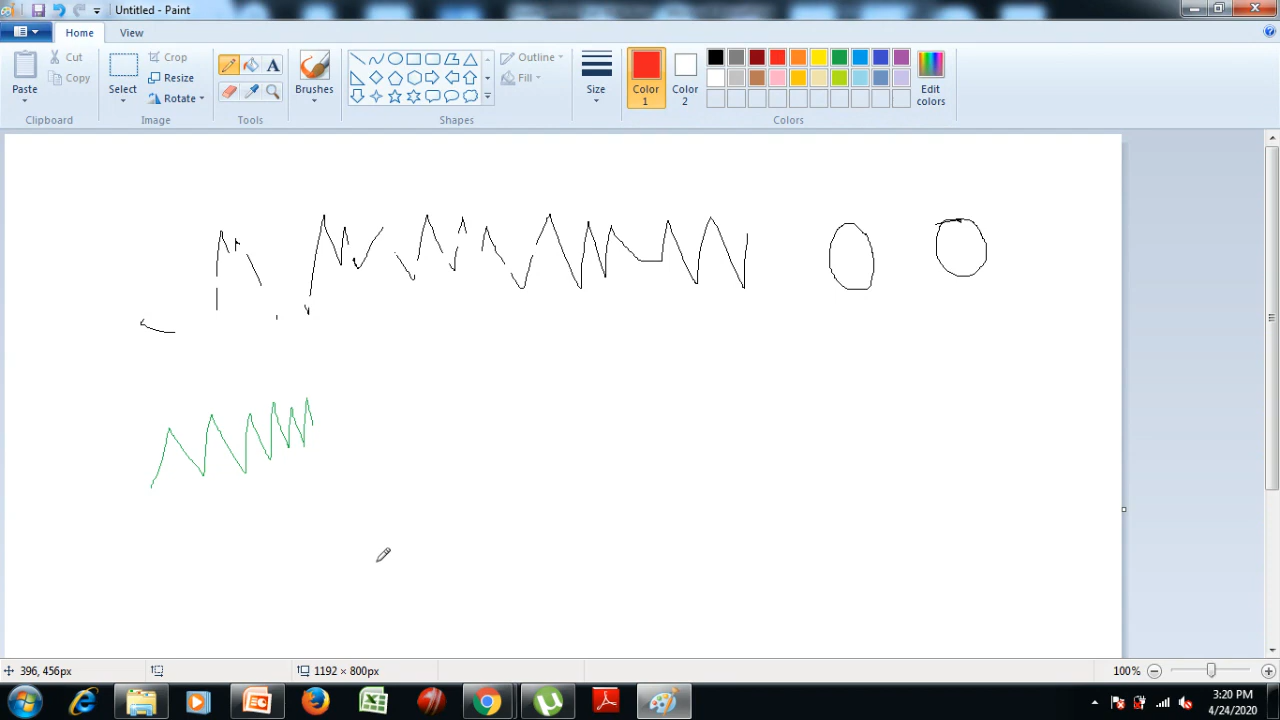 Untitled - Paint
Home View
Paste
Cut
Copy
Clipboard
Select
Crop
Resize
Rotate
Image
Tools
Brushes
Shapes
Outline
Fill
Size
Color 1
Color 2
Colors
Edit colors
396, 456px
1192 × 800px
100%
3:20 PM
4/24/2020